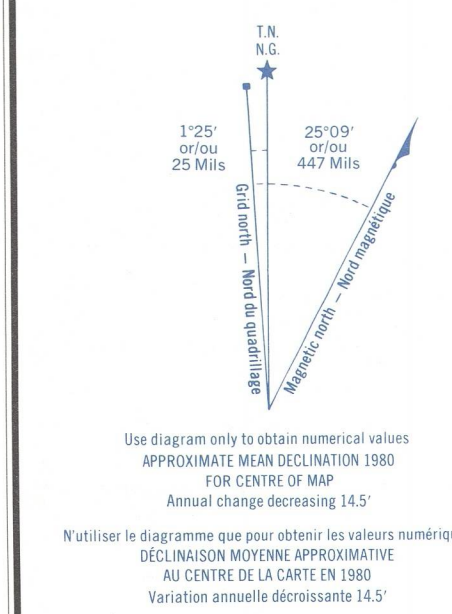 T.N.
N.G.
1°25′
or/ou
25 Mils
25°09′
or/ou
447 Mils
Grid north — Nord du quadrillage
Magnetic north — Nord magnétique
Use diagram only to obtain numerical values
APPROXIMATE MEAN DECLINATION 1980
FOR CENTRE OF MAP
Annual change decreasing 14.5′
N'utiliser le diagramme que pour obtenir les valeurs numériq
DÉCLINAISON MOYENNE APPROXIMATIVE
AU CENTRE DE LA CARTE EN 1980
Variation annuelle décroissante 14.5′